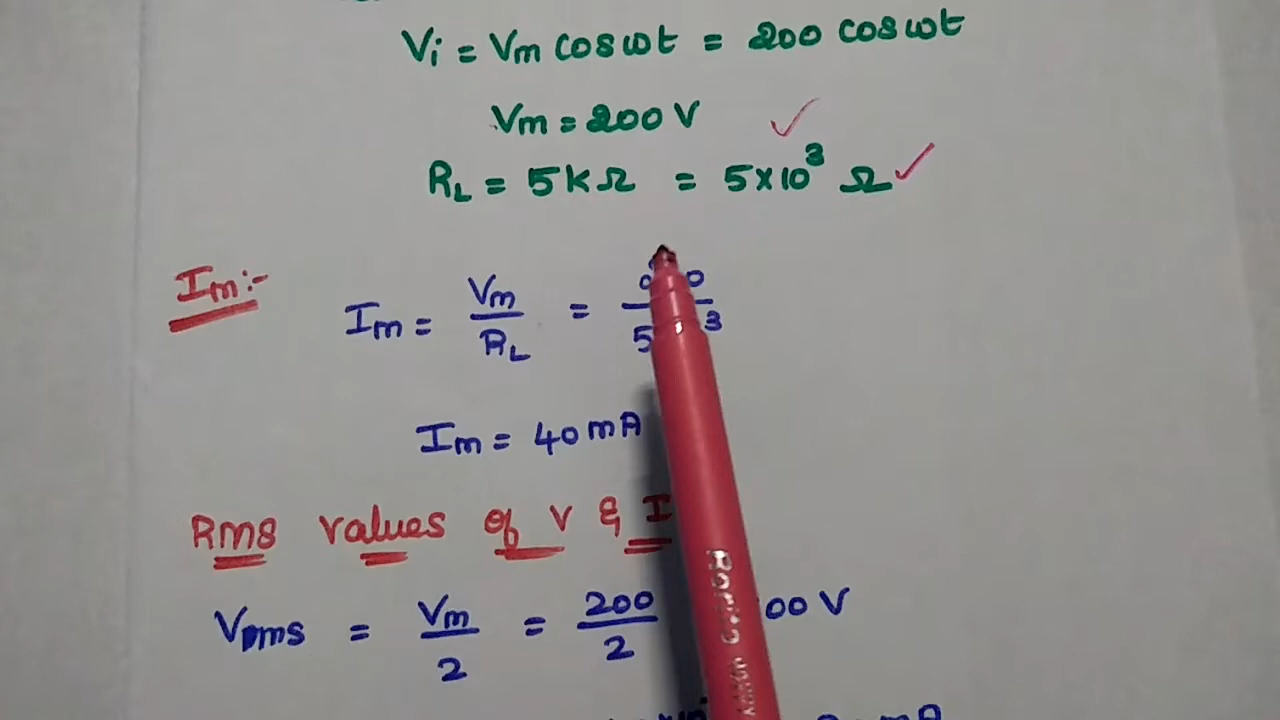 Vi = Vm cos ωt = 200 cos ωt
Vm = 200 V ✓
RL = 5 kΩ = 5×10³ Ω ✓
Im:-
Im = Vm/RL =
Im = 40 mA
RMS values of V & I
Vrms = Vm/2 = 200/2